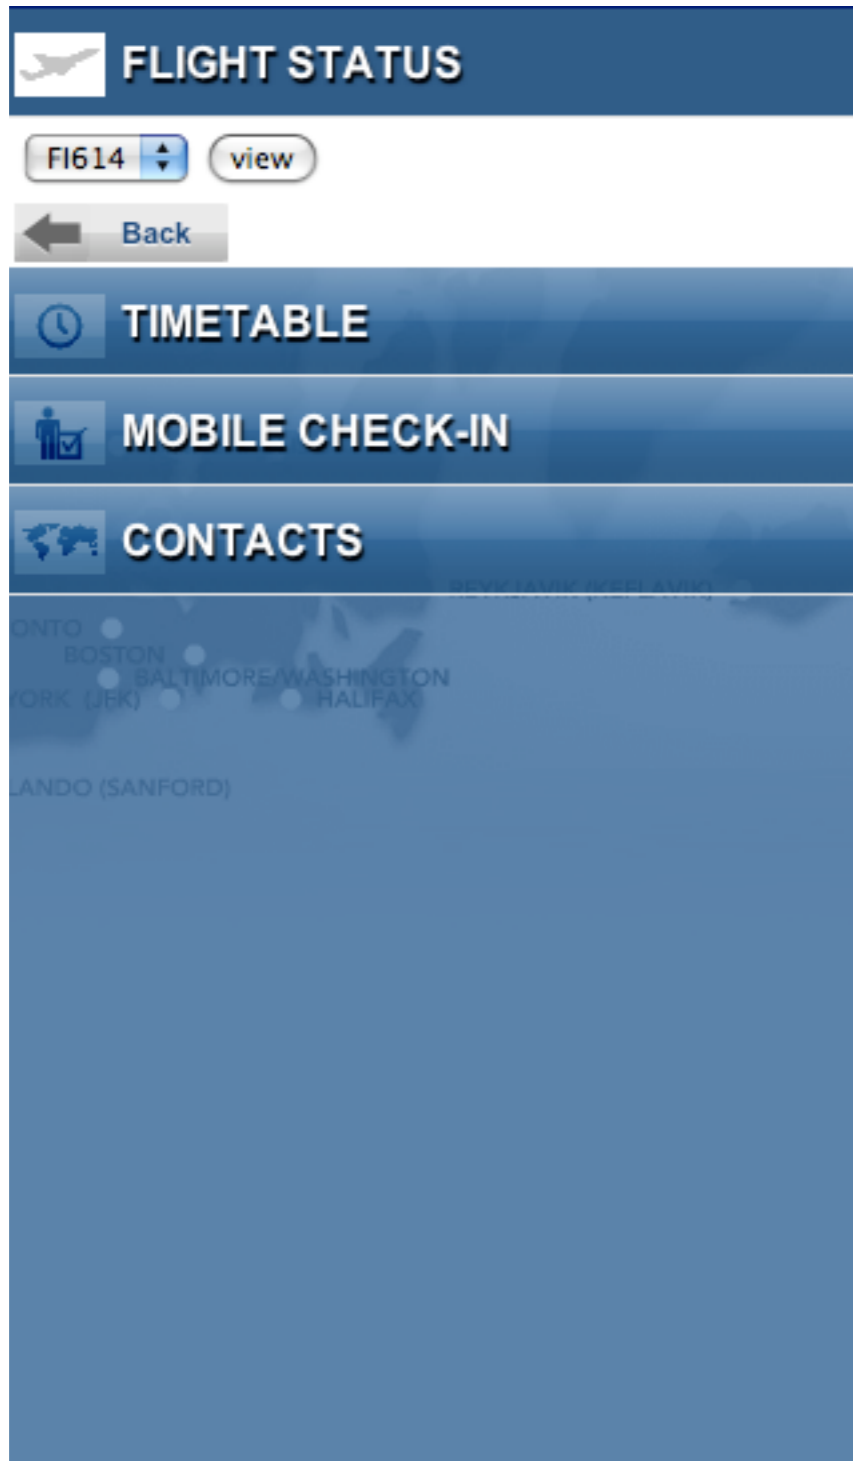 FLIGHT STATUS
FI614 view
Back
TIMETABLE
MOBILE CHECK-IN
CONTACTS
REYKJAVIK (KEFLAVIK)
ONTO
BOSTON
BALTIMORE/WASHINGTON
YORK (JFK)
HALIFAX
LANDO (SANFORD)